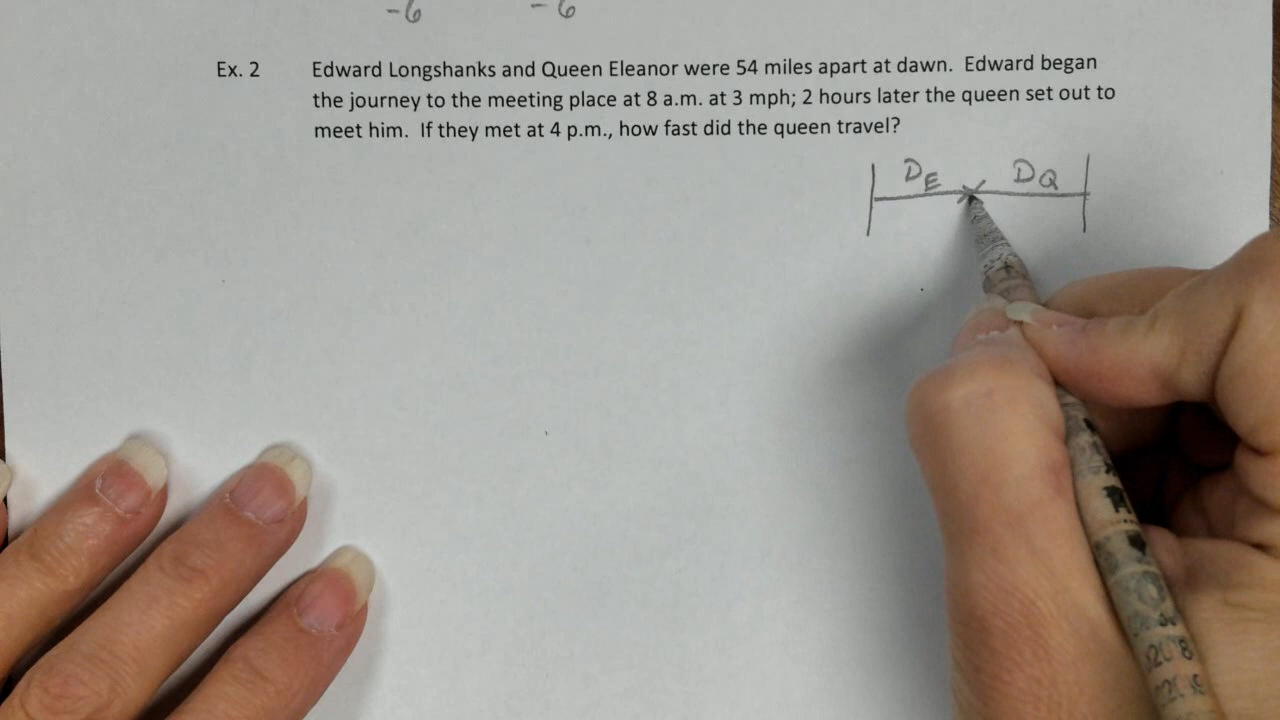 -6 -6
Ex. 2 Edward Longshanks and Queen Eleanor were 54 miles apart at dawn. Edward began
the journey to the meeting place at 8 a.m. at 3 mph; 2 hours later the queen set out to
meet him. If they met at 4 p.m., how fast did the queen travel?
DE DQ